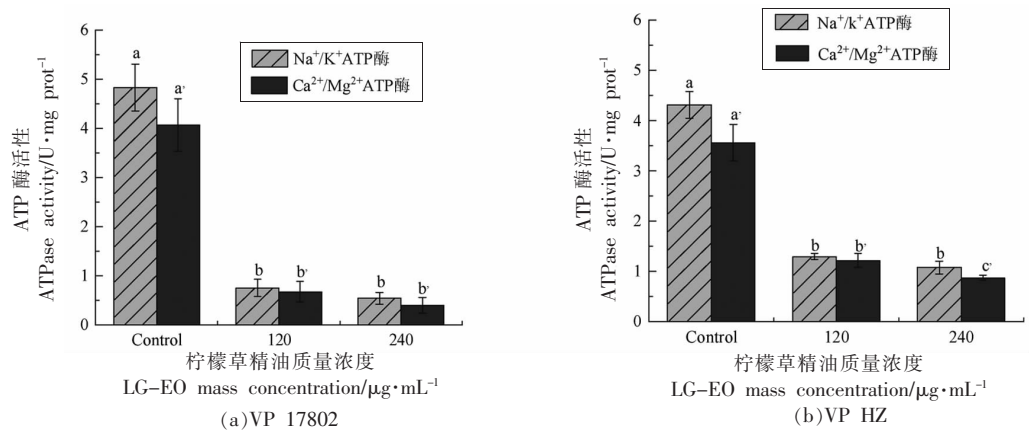 6
5
4
3
2
1
0
ATP 酶活性
ATPase activity/U·mg prot⁻¹
Na⁺/K⁺ATP酶
Ca²⁺/Mg²⁺ATP酶
a
a'
b
b'
b
b'
Control
120
240
柠檬草精油质量浓度
LG-EO mass concentration/μg·mL⁻¹
(a)VP 17802
6
5
4
3
2
1
0
ATP 酶活性
ATPase activity/U·mg prot⁻¹
Na⁺/k⁺ATP酶
Ca²⁺/Mg²⁺ATP酶
a
a'
b
b'
b
c'
Control
120
240
柠檬草精油质量浓度
LG-EO mass concentration/μg·mL⁻¹
(b)VP HZ